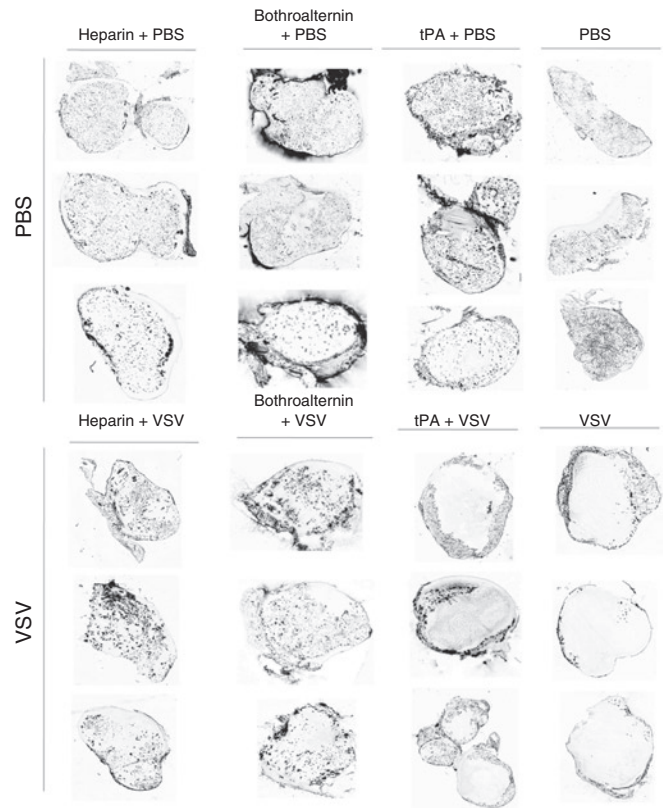 Heparin + PBS
Bothroalternin
+ PBS
tPA + PBS
PBS
PBS
Heparin + VSV
Bothroalternin
+ VSV
tPA + VSV
VSV
VSV